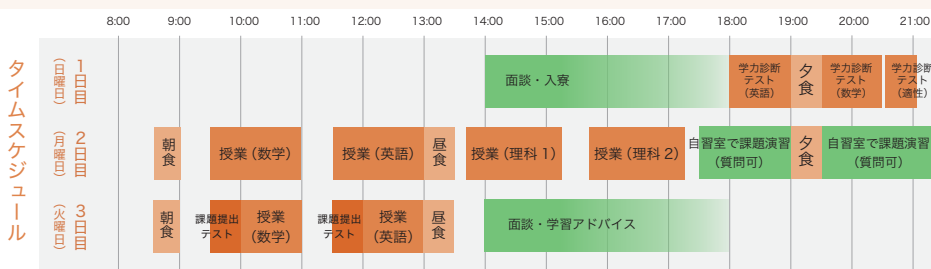 8:00 9:00 10:00 11:00 12:00 13:00 14:00 15:00 16:00 17:00 18:00 19:00 20:00 21:00
タイムスケジュール
1日目
(日曜日)
面談・入寮
学力診断
テスト
(英語)
夕食
学力診断
テスト
(数学)
学力診断
テスト
(適性)
2日目
(月曜日)
朝食
授業(数学)
授業(英語)
昼食
授業(理科1)
授業(理科2)
自習室で課題演習
(質問可)
夕食
自習室で課題演習
(質問可)
3日目
(火曜日)
朝食
課題提出
テスト
授業
(数学)
課題提出
テスト
授業
(英語)
昼食
面談・学習アドバイス